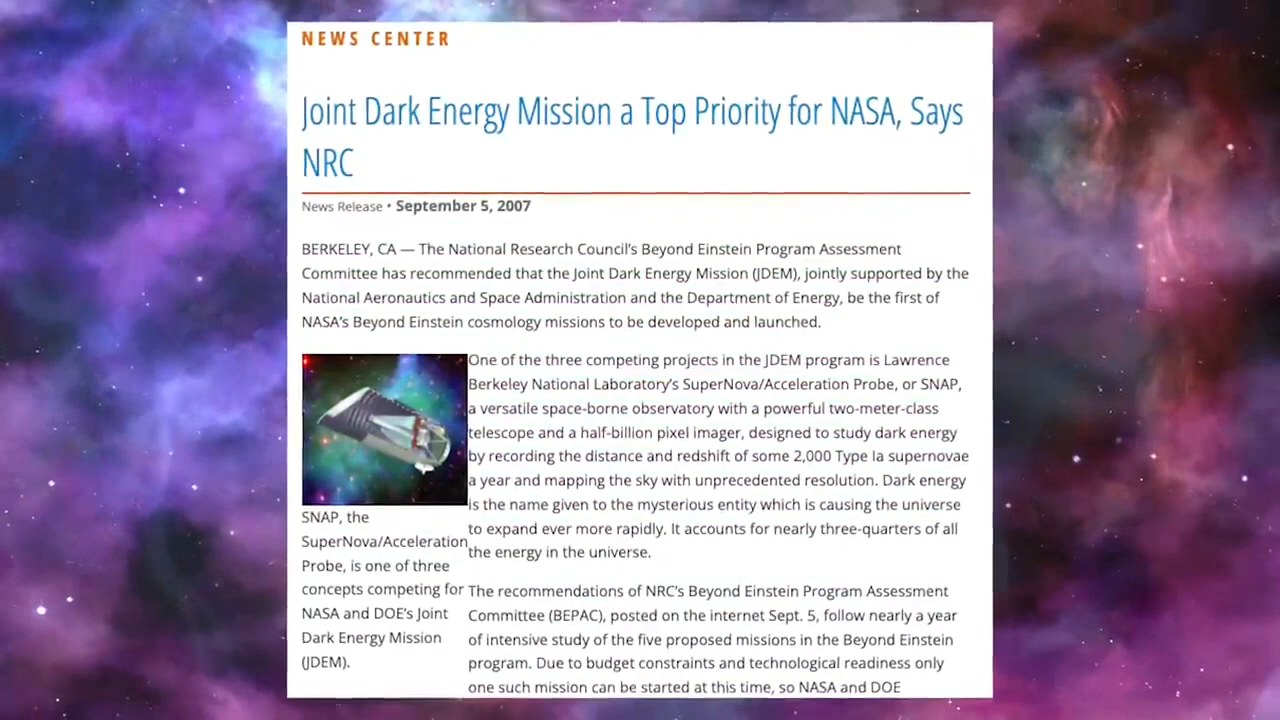 NEWS CENTER
Joint Dark Energy Mission a Top Priority for NASA, Says
NRC
News Release • September 5, 2007
BERKELEY, CA — The National Research Council’s Beyond Einstein Program Assessment
Committee has recommended that the Joint Dark Energy Mission (JDEM), jointly supported by the
National Aeronautics and Space Administration and the Department of Energy, be the first of
NASA’s Beyond Einstein cosmology missions to be developed and launched.
One of the three competing projects in the JDEM program is Lawrence
Berkeley National Laboratory’s SuperNova/Acceleration Probe, or SNAP,
a versatile space-borne observatory with a powerful two-meter-class
telescope and a half-billion pixel imager, designed to study dark energy
by recording the distance and redshift of some 2,000 Type Ia supernovae
a year and mapping the sky with unprecedented resolution. Dark energy
is the name given to the mysterious entity which is causing the universe
to expand ever more rapidly. It accounts for nearly three-quarters of all
the energy in the universe.
SNAP, the
SuperNova/Acceleration
Probe, is one of three
concepts competing for
NASA and DOE’s Joint
Dark Energy Mission
(JDEM).
The recommendations of NRC’s Beyond Einstein Program Assessment
Committee (BEPAC), posted on the internet Sept. 5, follow nearly a year
of intensive study of the five proposed missions in the Beyond Einstein
program. Due to budget constraints and technological readiness only
one such mission can be started at this time, so NASA and DOE